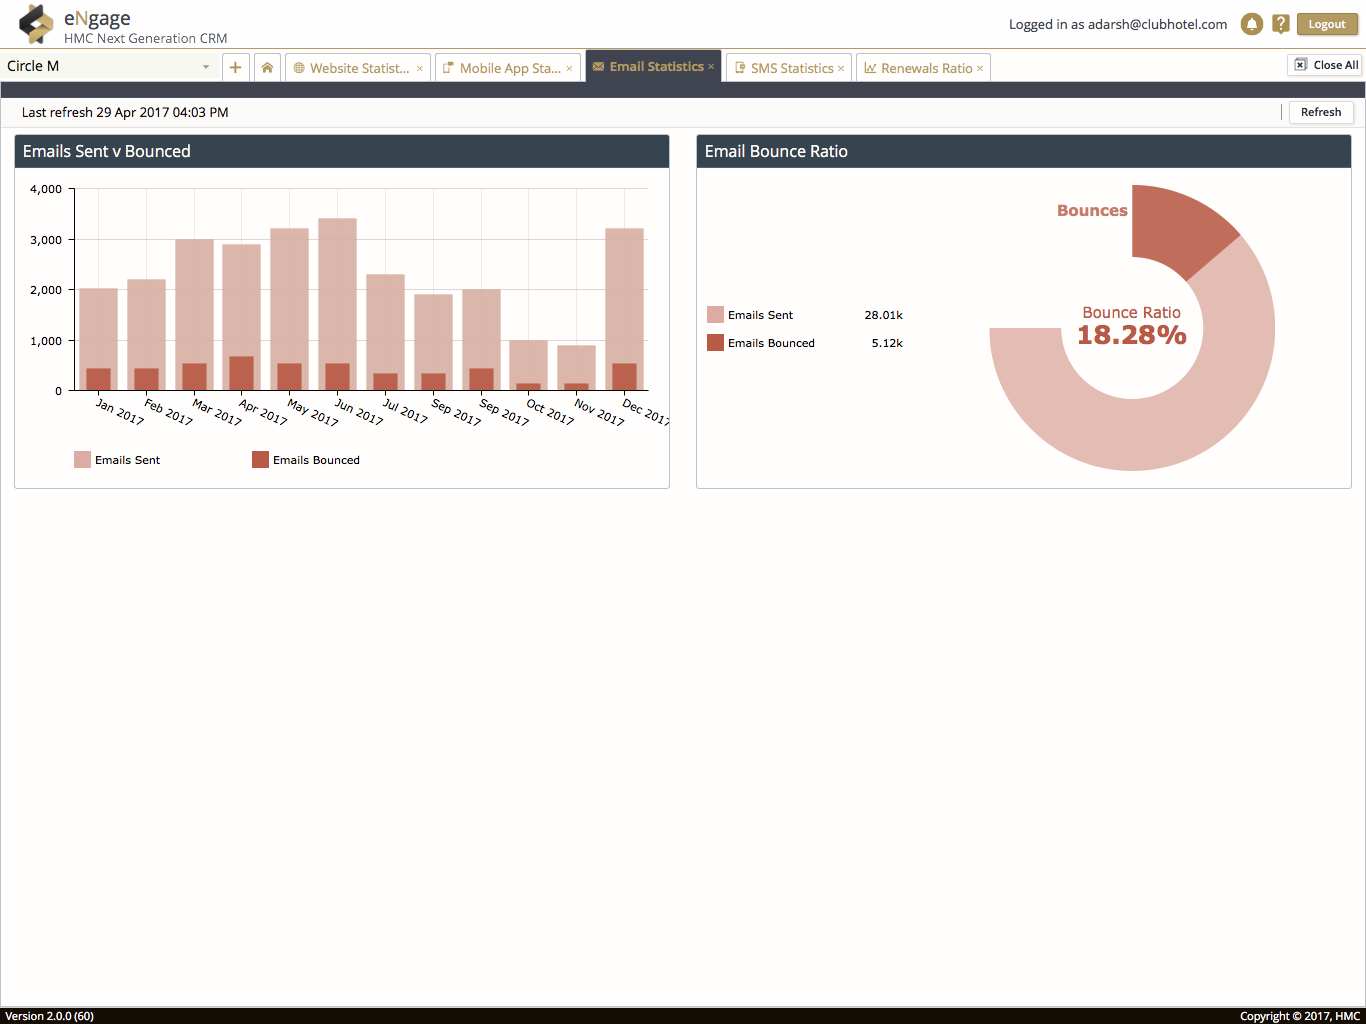 eNgage
HMC Next Generation CRM
Logged in as adarsh@clubhotel.com
?
Logout
Circle M
Website Statist... ×
Mobile App Sta... ×
Email Statistics ×
SMS Statistics ×
Renewals Ratio ×
Close All
Last refresh 29 Apr 2017 04:03 PM
Refresh
Emails Sent v Bounced
4,000
3,000
2,000
1,000
0
Jan 2017
Feb 2017
Mar 2017
Apr 2017
May 2017
Jun 2017
Jul 2017
Sep 2017
Sep 2017
Oct 2017
Nov 2017
Dec 2017
Emails Sent
Emails Bounced
Email Bounce Ratio
Bounces
Emails Sent 28.01k
Emails Bounced 5.12k
Bounce Ratio
18.28%
Version 2.0.0 (60)
Copyright © 2017, HMC